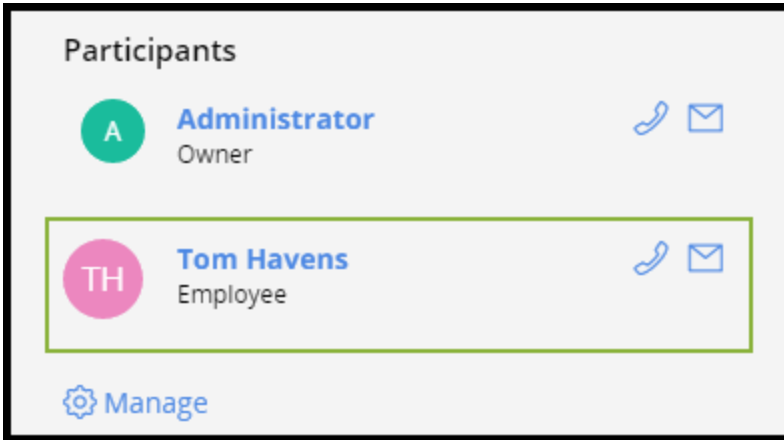 Participants
A
Administrator
Owner
TH
Tom Havens
Employee
Manage